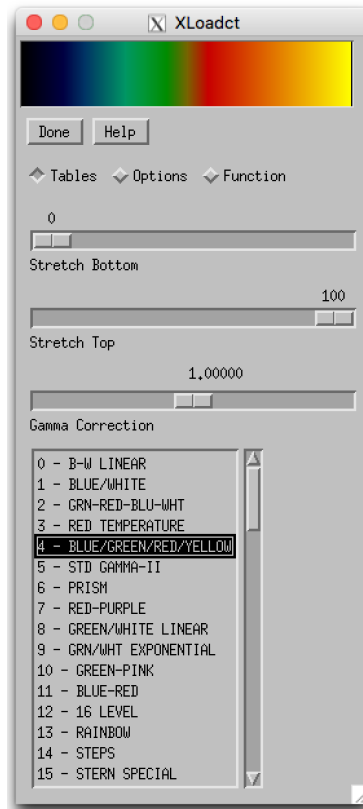 XLoadct
Done Help
Tables Options Function
0
Stretch Bottom
100
Stretch Top
1.00000
Gamma Correction
0 - B-W LINEAR
1 - BLUE/WHITE
2 - GRN-RED-BLU-WHT
3 - RED TEMPERATURE
4 - BLUE/GREEN/RED/YELLOW
5 - STD GAMMA-II
6 - PRISM
7 - RED-PURPLE
8 - GREEN/WHITE LINEAR
9 - GRN/WHT EXPONENTIAL
10 - GREEN-PINK
11 - BLUE-RED
12 - 16 LEVEL
13 - RAINBOW
14 - STEPS
15 - STERN SPECIAL